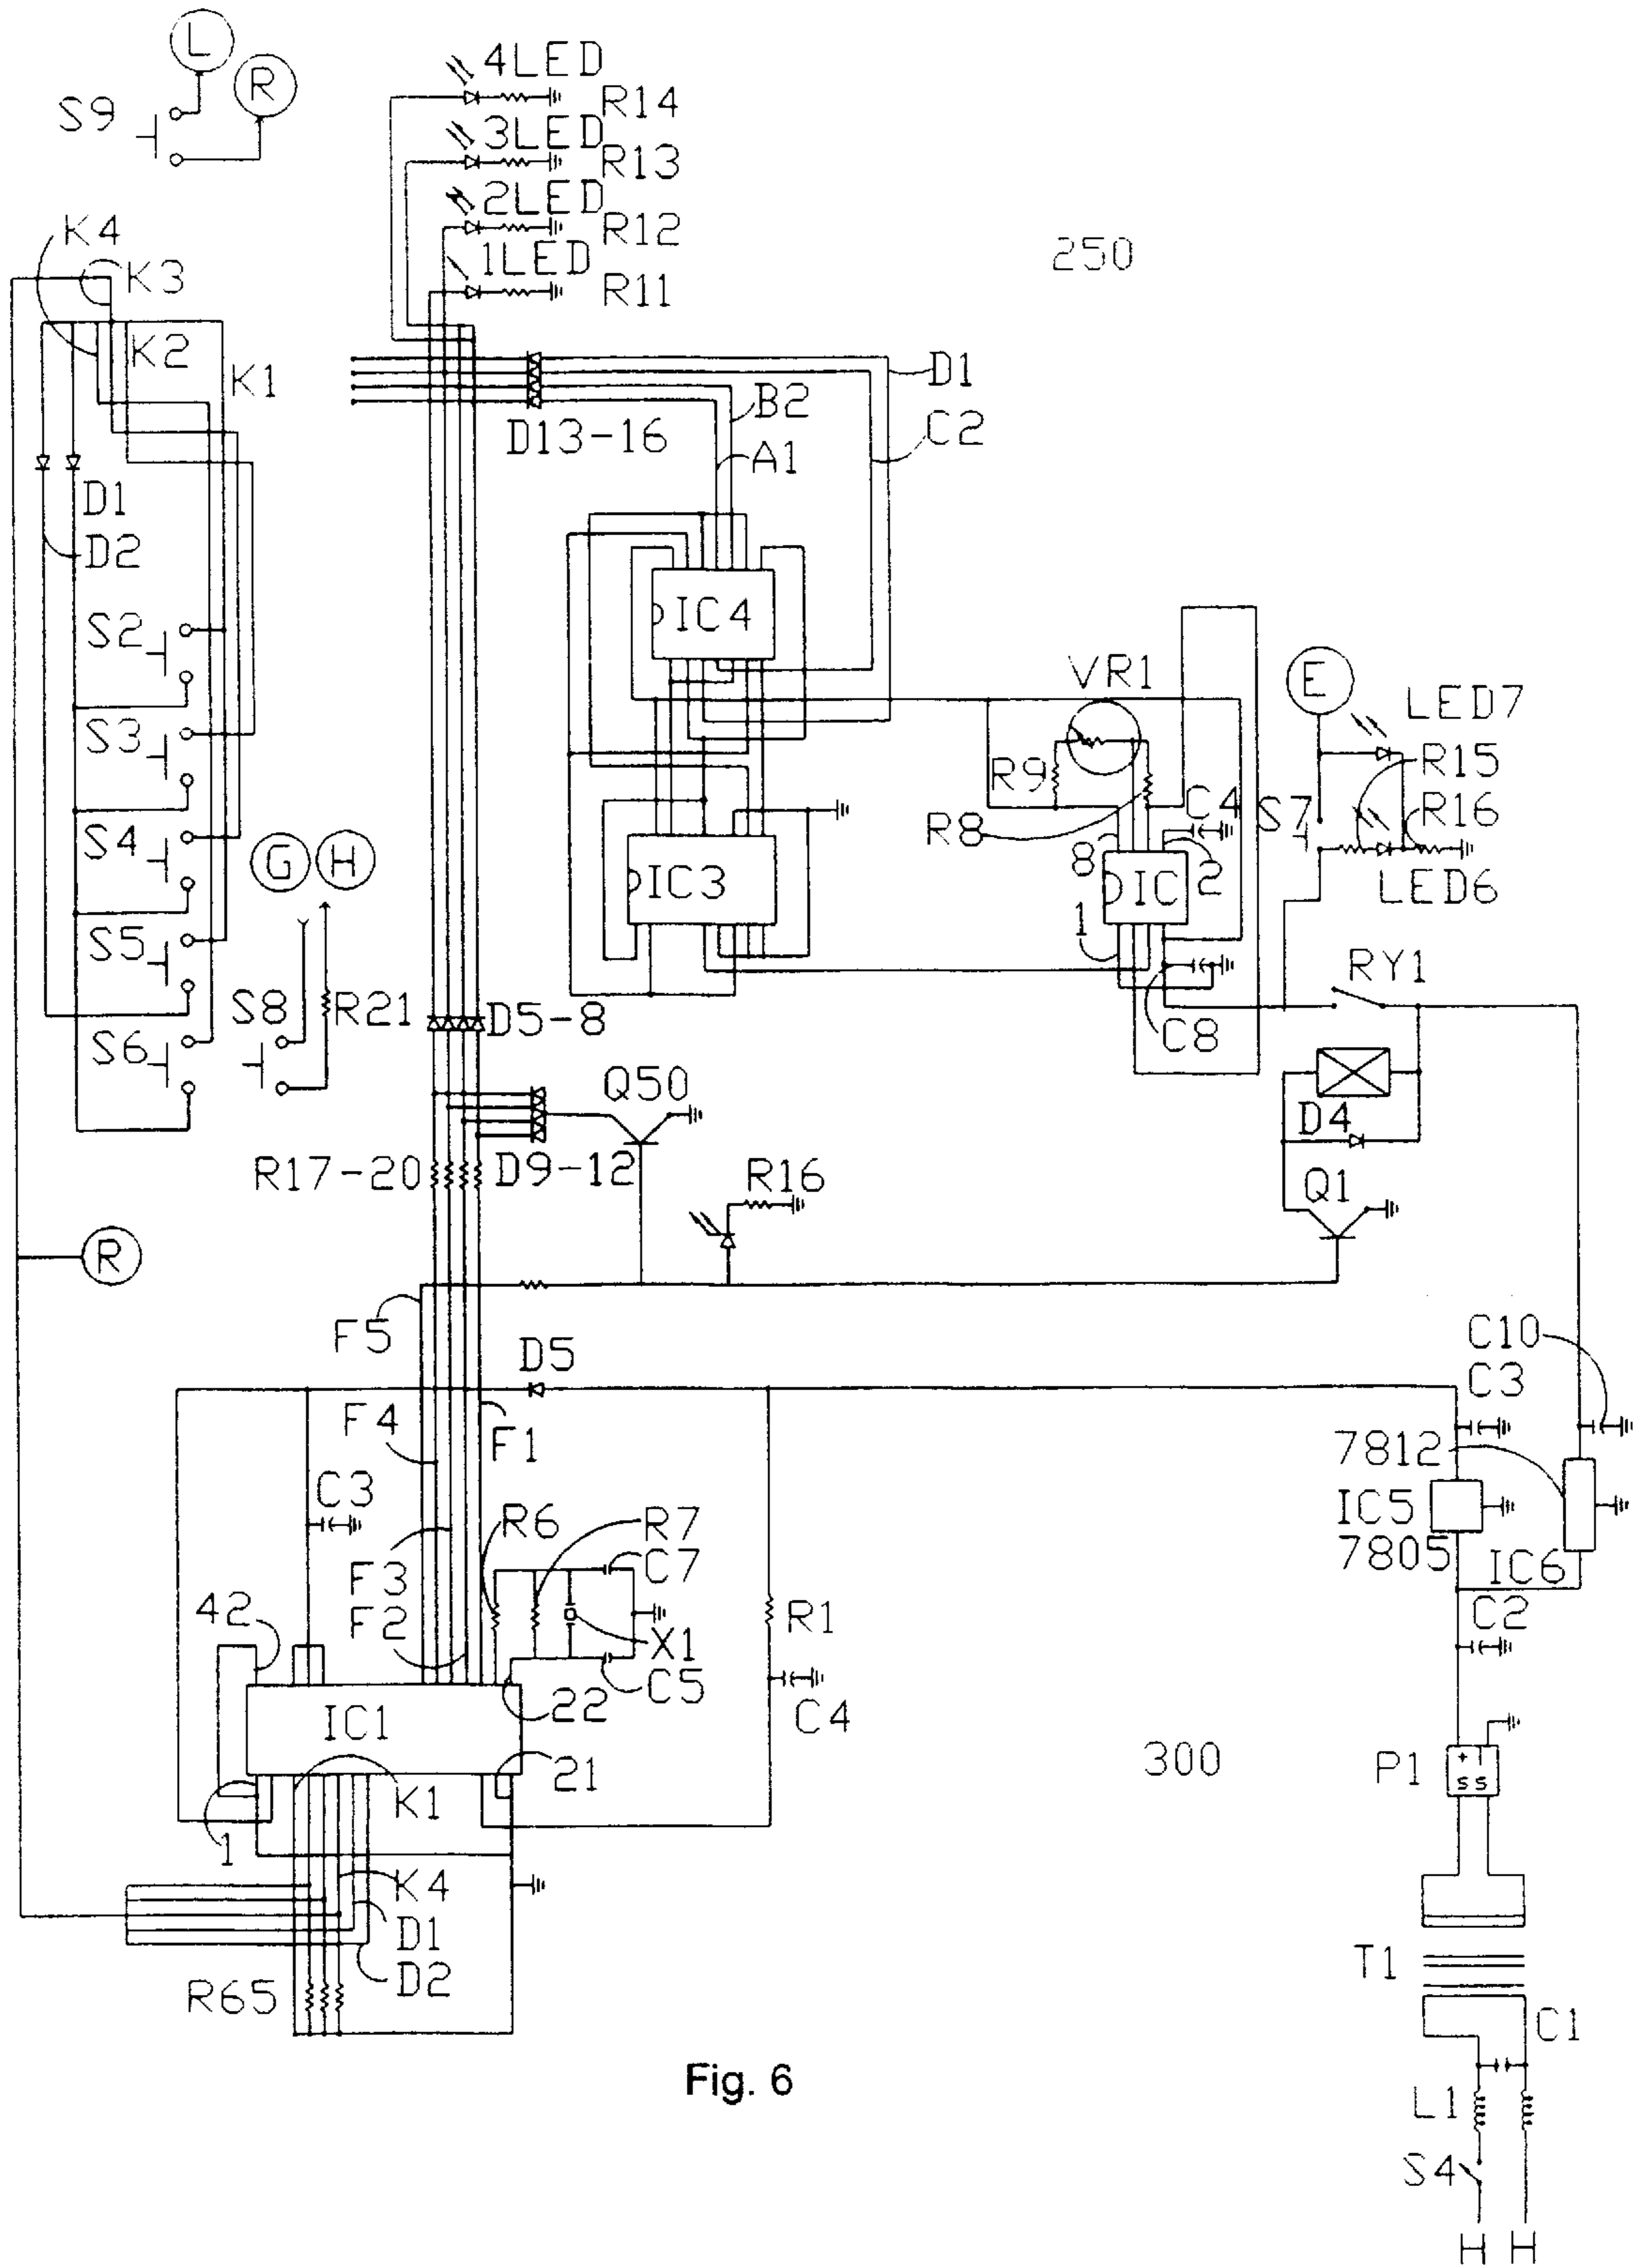 L
R
S9
4LED
R14
3LED
R13
2LED
R12
1LED
R11
250
K4
K3
K2
K1
D1
B2
C2
D13-16
A1
D1
D2
IC4
S2
VR1
E
LED7
S3
R9
R15
S4
G
H
R8
C4
S7
R16
8
IC3
IC
2
LED6
S5
1
RY1
S8
R21
D5-8
C8
S6
Q50
D4
R17-20
D9-12
R16
Q1
R
F5
D5
C10
C3
F4
F1
7812
C3
R6
R7
IC5
7805
F3
C7
IC6
42
F2
X1
R1
C2
C5
22
IC1
C4
21
300
P1
+
S S
K1
1
K4
D1
T1
D2
R65
C1
Fig. 6
L1
S4
H H